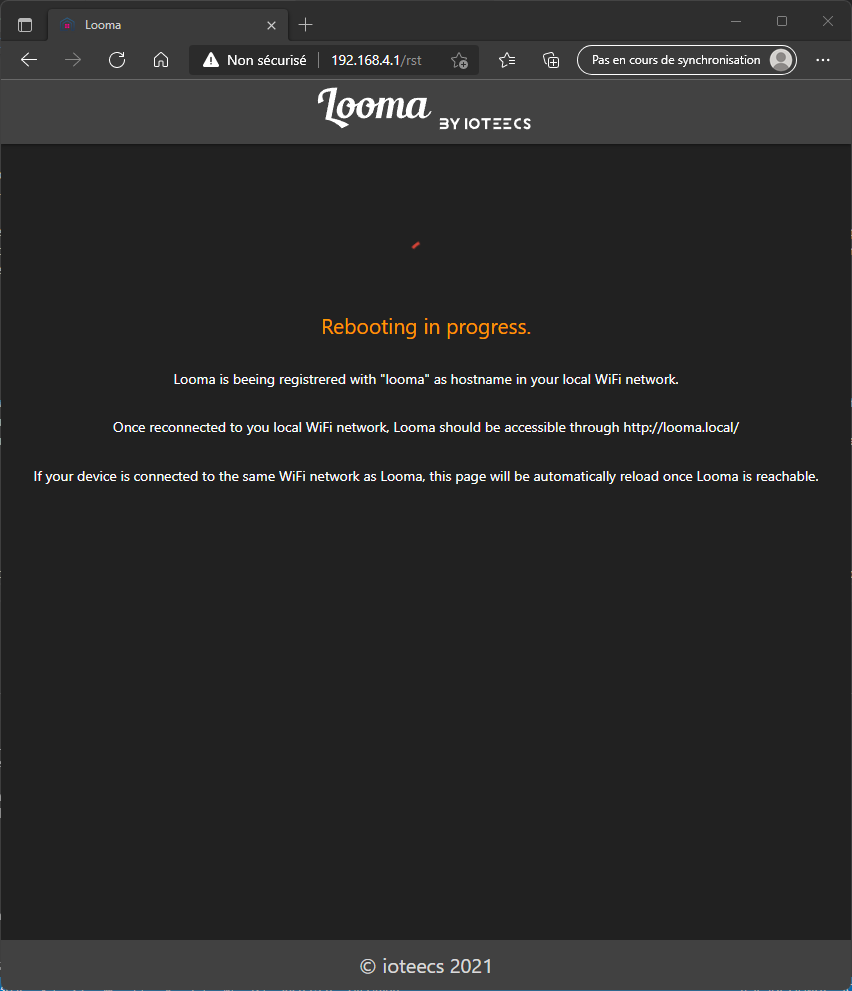 Looma
Non sécurisé
192.168.4.1/rst
Pas en cours de synchronisation
Looma BY IOTEECS
Rebooting in progress.
Looma is beeing registrered with "looma" as hostname in your local WiFi network.
Once reconnected to you local WiFi network, Looma should be accessible through http://looma.local/
If your device is connected to the same WiFi network as Looma, this page will be automatically reload once Looma is reachable.
© ioteecs 2021